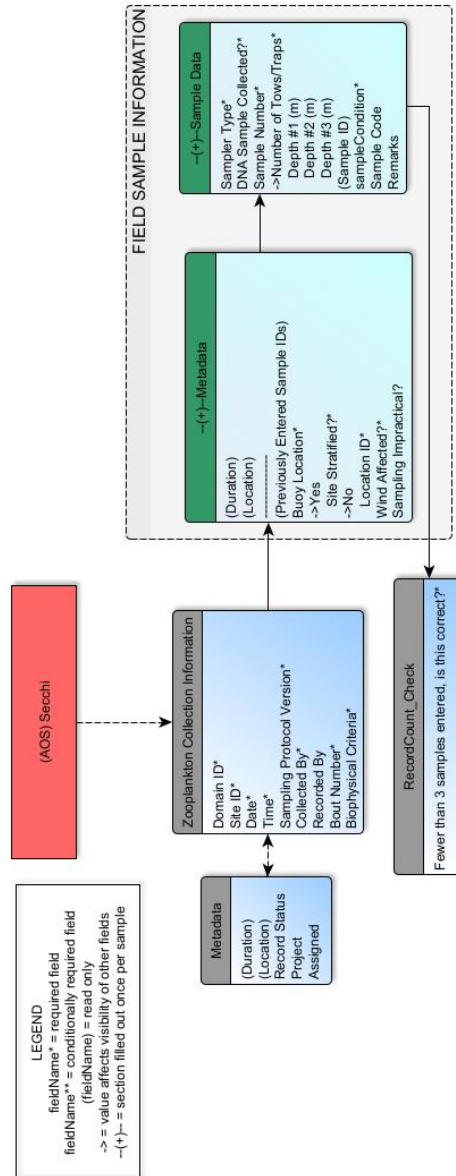 LEGEND
fieldName* = required field
fieldName** = conditionally required field
(fieldName) = read only
-> = value affects visibility of other fields
--(+)-- = section filled out once per sample
(AOS) Secchi
Metadata
(Duration)
(Location)
Record Status
Project
Assigned
Zooplankton Collection Information
Domain ID*
Site ID*
Date*
Time*
Sampling Protocol Version*
Collected By*
Recorded By
Bout Number*
Biophysical Criteria*
FIELD SAMPLE INFORMATION
--(+)--Metadata
(Duration)
(Location)
--------------------
(Previously Entered Sample IDs)
Buoy Location*
->Yes
Site Stratified?*
->No
Location ID*
Wind Affected?*
Sampling Impractical?
--(+)--Sample Data
Sampler Type*
DNA Sample Collected?*
Sample Number*
->Number of Tows/Traps*
Depth #1 (m)
Depth #2 (m)
Depth #3 (m)
(Sample ID)
sampleCondition*
Sample Code
Remarks
RecordCount_Check
Fewer than 3 samples entered, is this correct?*